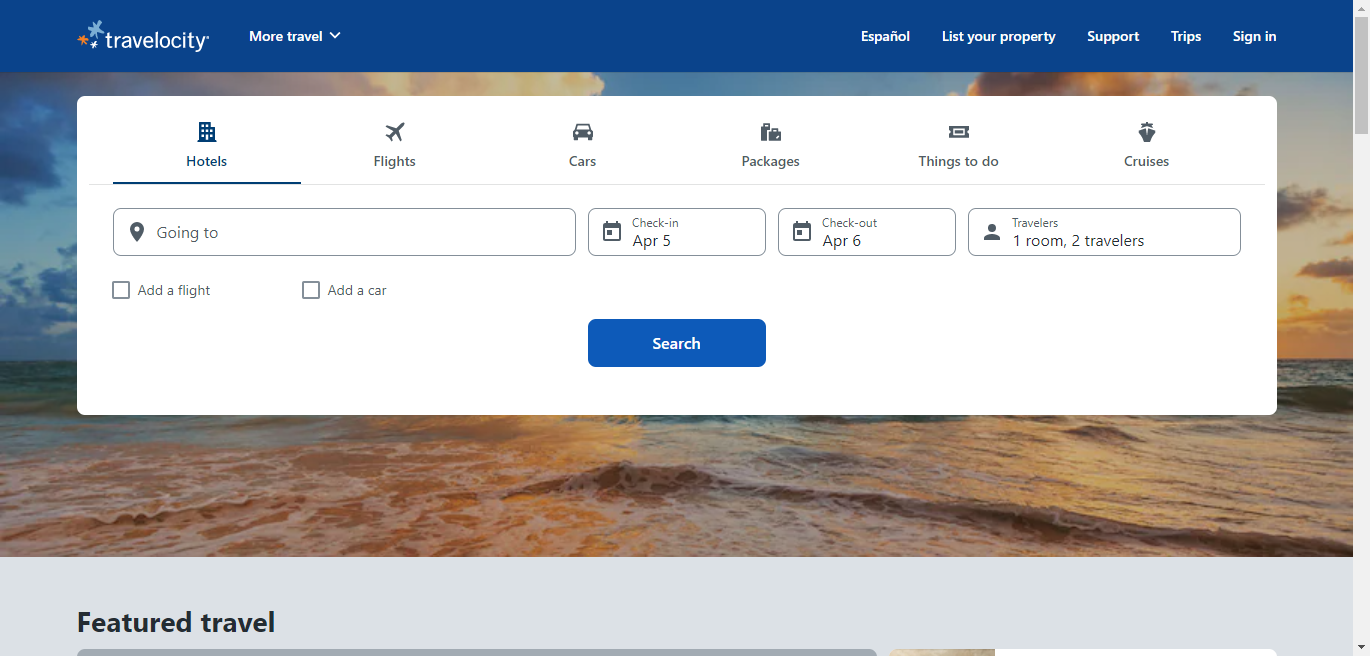 travelocity
More travel
Español
List your property
Support
Trips
Sign in
Hotels
Flights
Cars
Packages
Things to do
Cruises
Going to
Check-in
Apr 5
Check-out
Apr 6
Travelers
1 room, 2 travelers
Add a flight
Add a car
Search
Featured travel